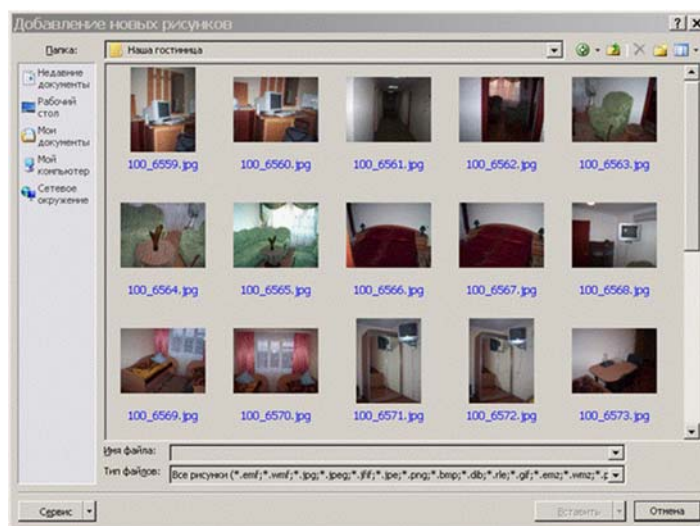 Добавление новых рисунков
Папка: Наша гостиница
Недавние
документы
Рабочий
стол
Мои
документы
Мой
компьютер
Сетевое
окружение
100_6559.jpg 100_6560.jpg 100_6561.jpg 100_6562.jpg 100_6563.jpg
100_6564.jpg 100_6565.jpg 100_6566.jpg 100_6567.jpg 100_6568.jpg
100_6569.jpg 100_6570.jpg 100_6571.jpg 100_6572.jpg 100_6573.jpg
Имя файла:
Тип файлов: Все рисунки (*.emf;*.wmf;*.jpg;*.jpeg;*.jfif;*.jpe;*.png;*.bmp;*.dib;*.rle;*.gif;*.emz;*.wmz;*.p
Сервис Вставить Отмена